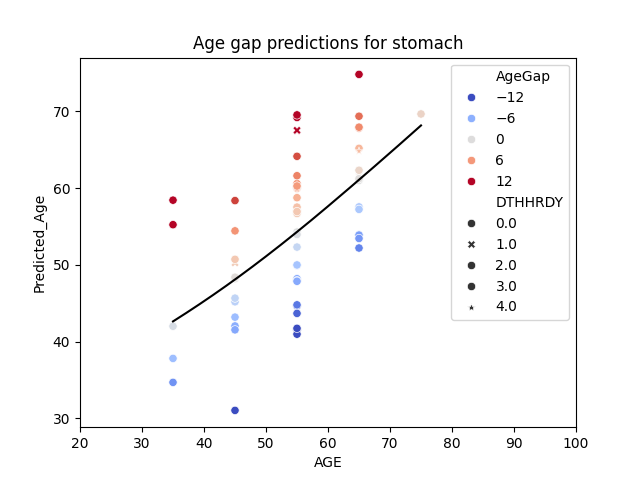 Age gap predictions for stomach
Predicted_Age
70
60
50
40
30
20 30 40 50 60 70 80 90 100
AGE
AgeGap
−12
−6
0
6
12
DTHHRDY
0.0
1.0
2.0
3.0
4.0